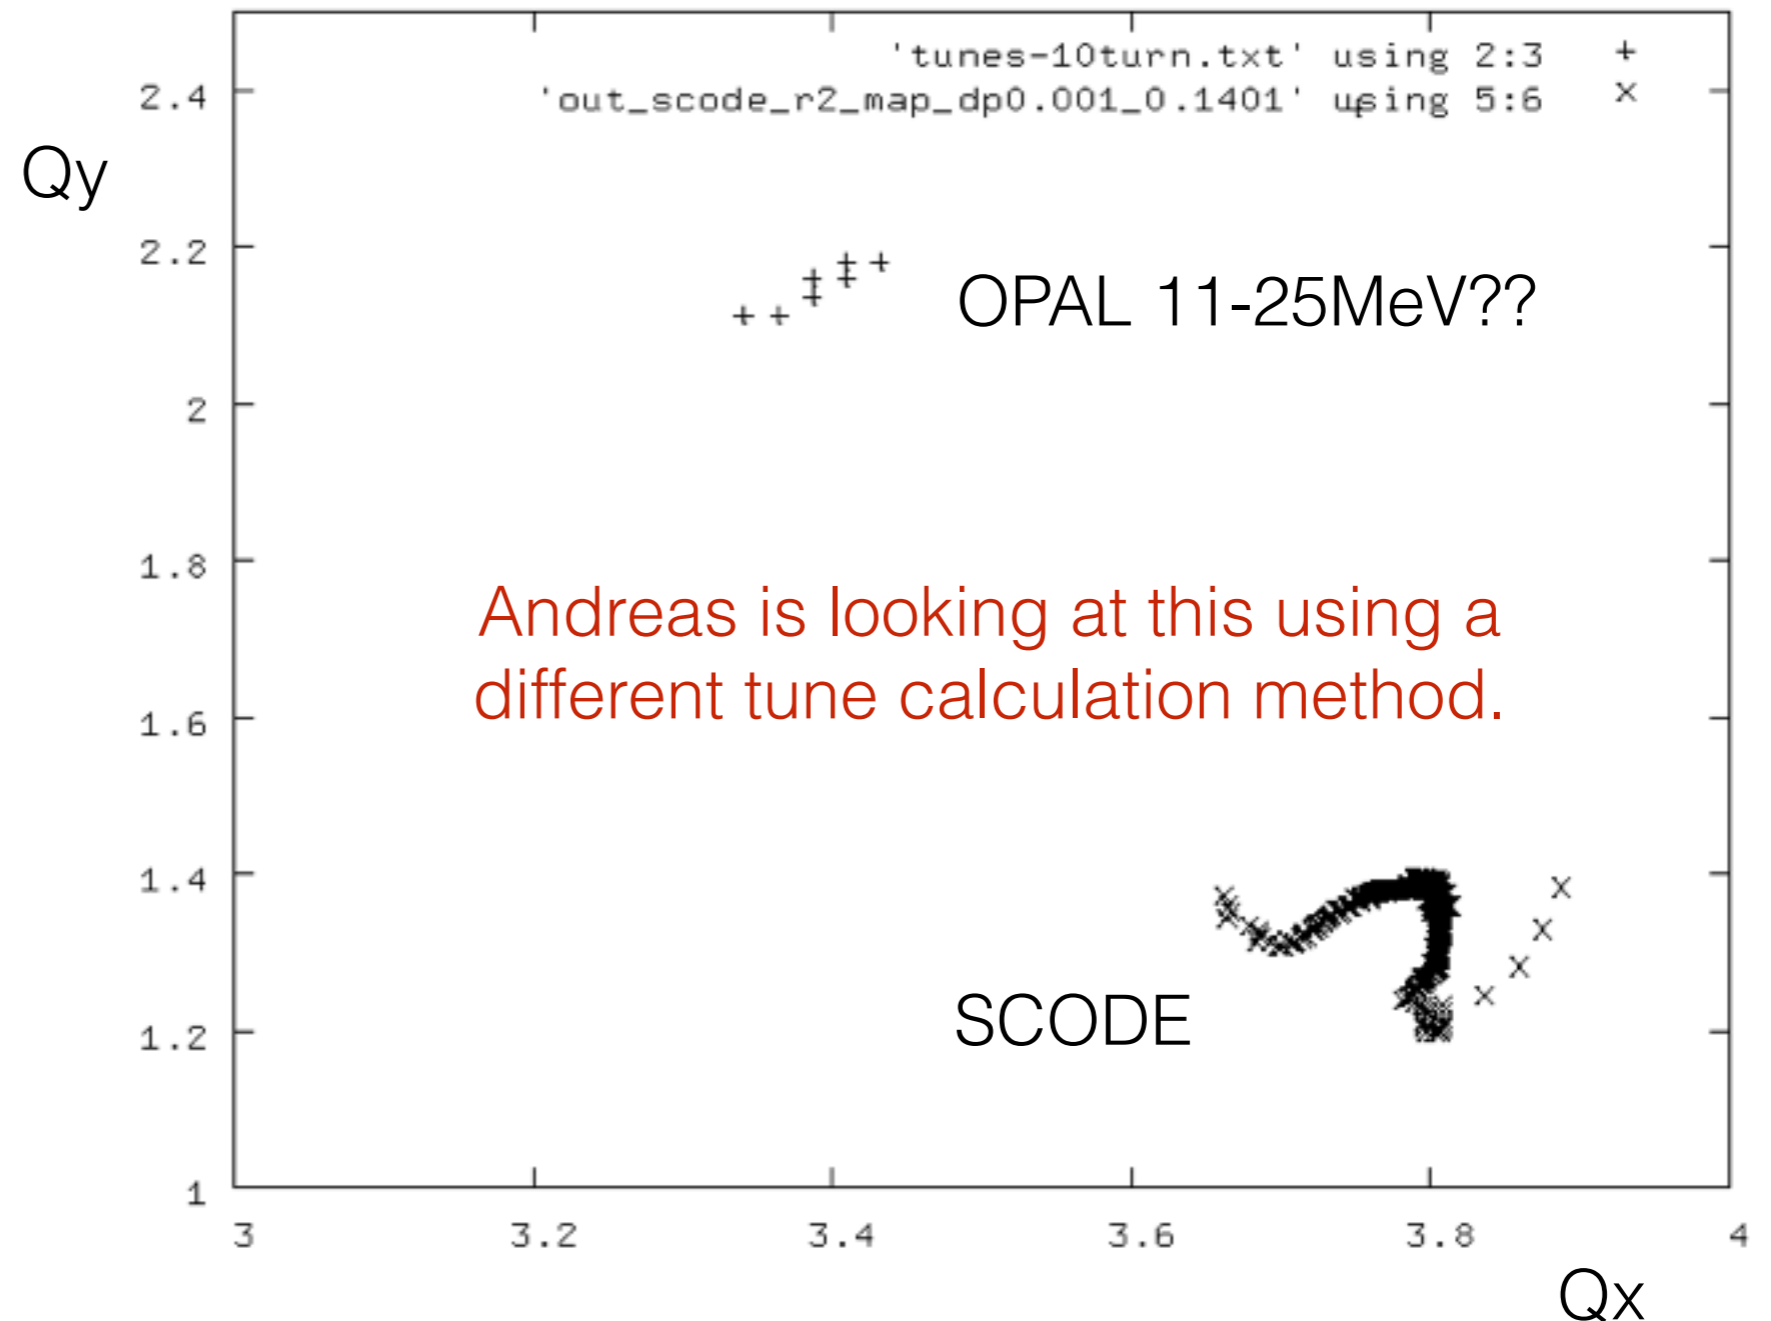 'tunes-10turn.txt' using 2:3 +
'out_scode_r2_map_dp0.001_0.1401' using 5:6 ×
Qy
2.4
2.2
2
1.8
1.6
1.4
1.2
1
OPAL 11-25MeV??
Andreas is looking at this using a
different tune calculation method.
SCODE
3 3.2 3.4 3.6 3.8 4
Qx